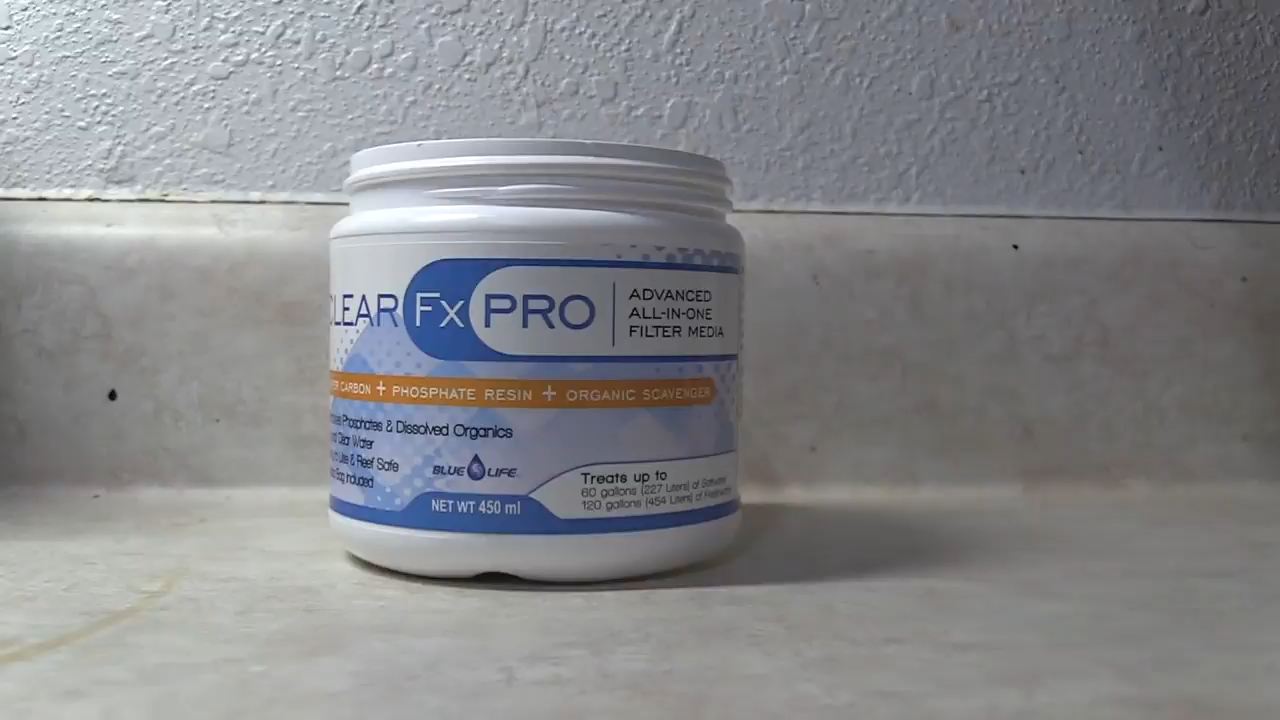 CLEAR FX PRO
ADVANCED
ALL-IN-ONE
FILTER MEDIA
CARBON + PHOSPHATE RESIN + ORGANIC SCAVENGER
Phosphates & Dissolved Organics
Clear Water
& Reef Safe
Bag Included
BLUE LIFE
Treats up to
60 gallons (227 Liters) of Saltwater
120 gallons (454 Liters) of
NET WT 450 ml